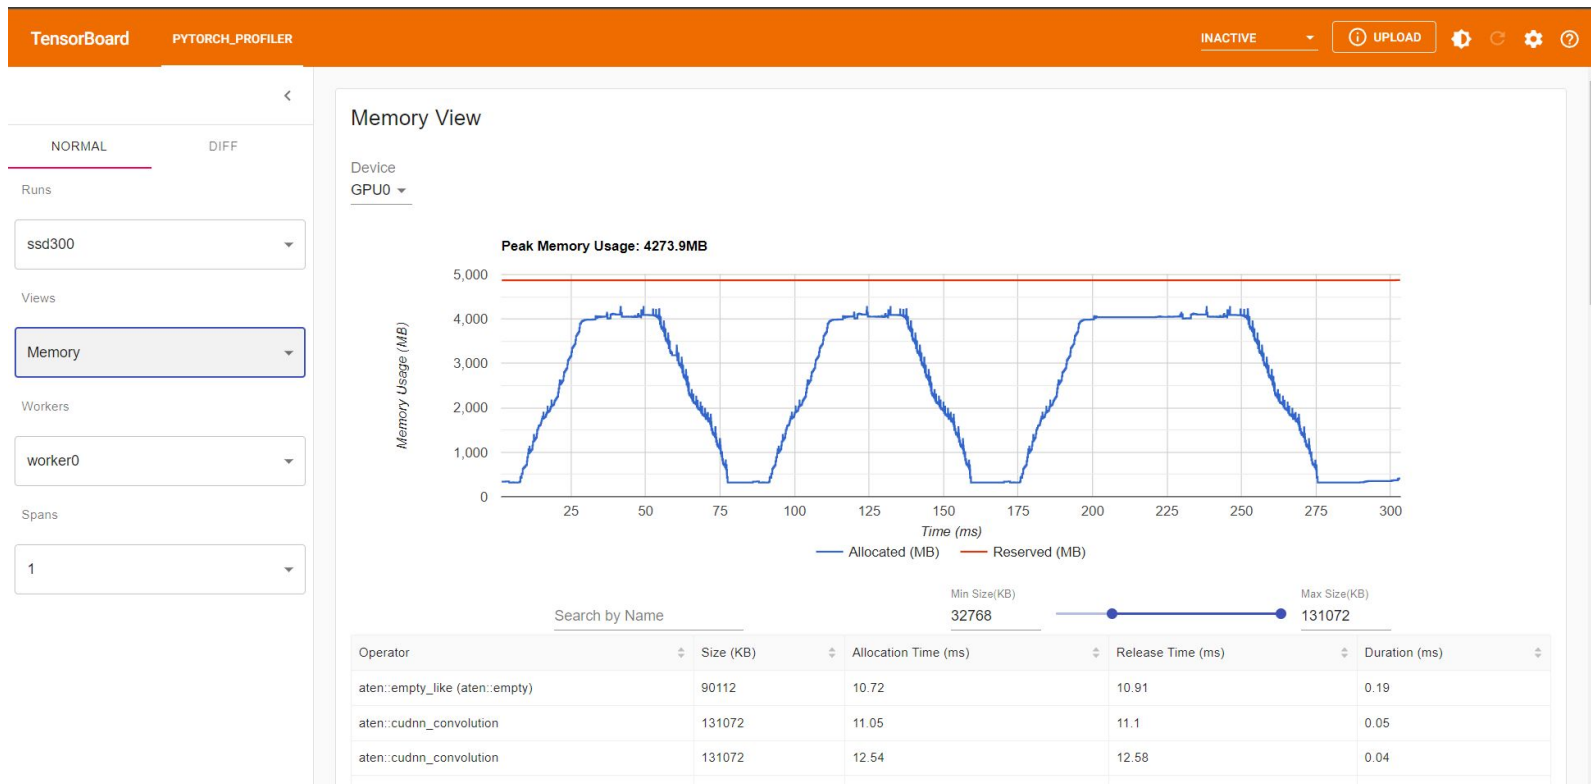 TensorBoard PYTORCH_PROFILER INACTIVE UPLOAD
NORMAL DIFF
Runs
ssd300
Views
Memory
Workers
worker0
Spans
1
Memory View
Device
GPU0
Peak Memory Usage: 4273.9MB
Memory Usage (MB)
5,000
4,000
3,000
2,000
1,000
0
25 50 75 100 125 150 175 200 225 250 275 300
Time (ms)
Allocated (MB) Reserved (MB)
Search by Name
Min Size(KB)
32768
Max Size(KB)
131072
Operator Size (KB) Allocation Time (ms) Release Time (ms) Duration (ms)
aten::empty_like (aten::empty) 90112 10.72 10.91 0.19
aten::cudnn_convolution 131072 11.05 11.1 0.05
aten::cudnn_convolution 131072 12.54 12.58 0.04